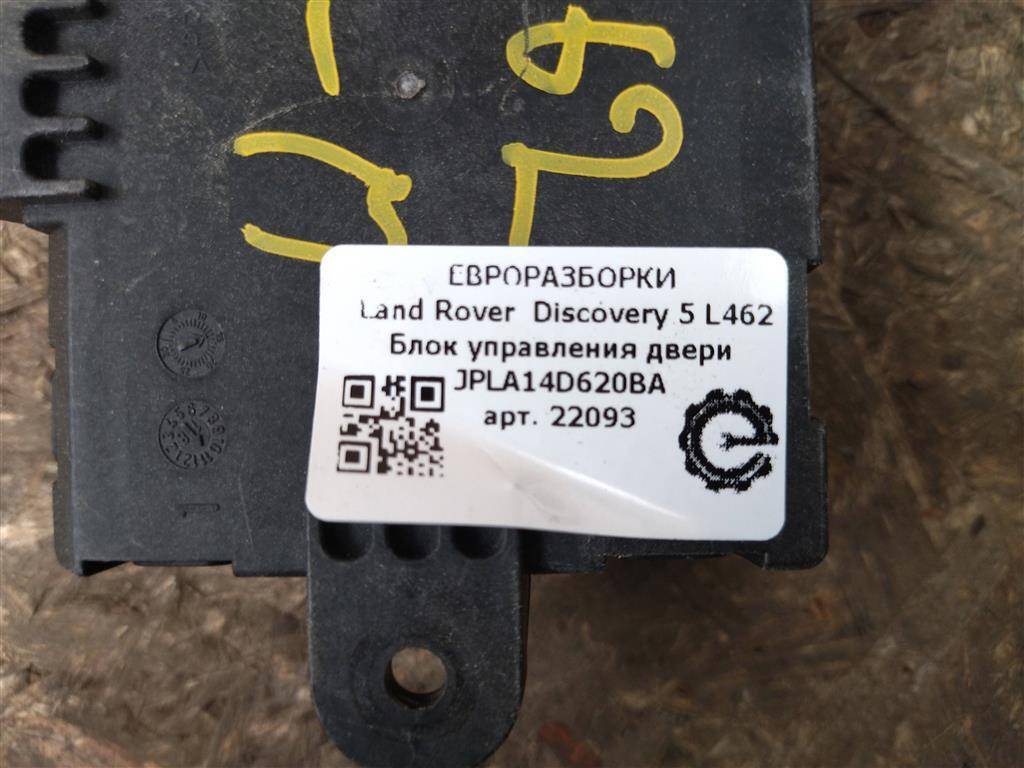 ЕВРОРАЗБОРКИ
Land Rover Discovery 5 L462
Блок управления двери
JPLA14D620BA
арт. 22093